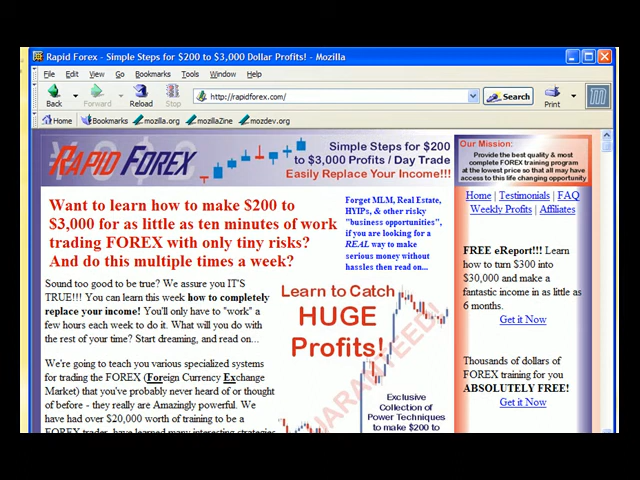 Rapid Forex - Simple Steps for $200 to $3,000 Dollar Profits! - Mozilla
File Edit View Go Bookmarks Tools Window Help
Back Forward Reload Stop http://rapidforex.com/ Search Print
Home Bookmarks mozilla.org mozillaZine mozdev.org
RAPID FOREX
Simple Steps for $200
to $3,000 Profits / Day Trade
Easily Replace Your Income!!!
Our Mission:
Provide the best quality & most
complete FOREX training program
at the lowest price so that all may have
access to this life changing opportunity
Home | Testimonials | FAQ
Weekly Profits | Affiliates
Want to learn how to make $200 to
$3,000 for as little as ten minutes of work
trading FOREX with only tiny risks?
And do this multiple times a week?
Forget MLM, Real Estate,
HYIPs, & other risky
"business opportunities",
if you are looking for a
REAL way to make
serious money without
hassles then read on...
Sound too good to be true? We assure you IT'S
TRUE!!! You can learn this week how to completely
replace your income! You'll only have to "work" a
few hours each week to do it. What will you do with
the rest of your time? Start dreaming, and read on...
We're going to teach you various specialized systems
for trading the FOREX (Foreign Currency Exchange
Market) that you've probably never heard of or thought
of before - they really are Amazingly powerful. We
have had over $20,000 worth of training to be a
FOREX trader, have learned many interesting strategies
Learn to Catch
HUGE
Profits!
GUARANTEED!
Exclusive
Collection of
Power Techniques
to make $200 to
FREE eReport!!! Learn
how to turn $300 into
$30,000 and make a
fantastic income in as little as
6 months.
Get it Now
Thousands of dollars of
FOREX training for you
ABSOLUTELY FREE!
Get it Now